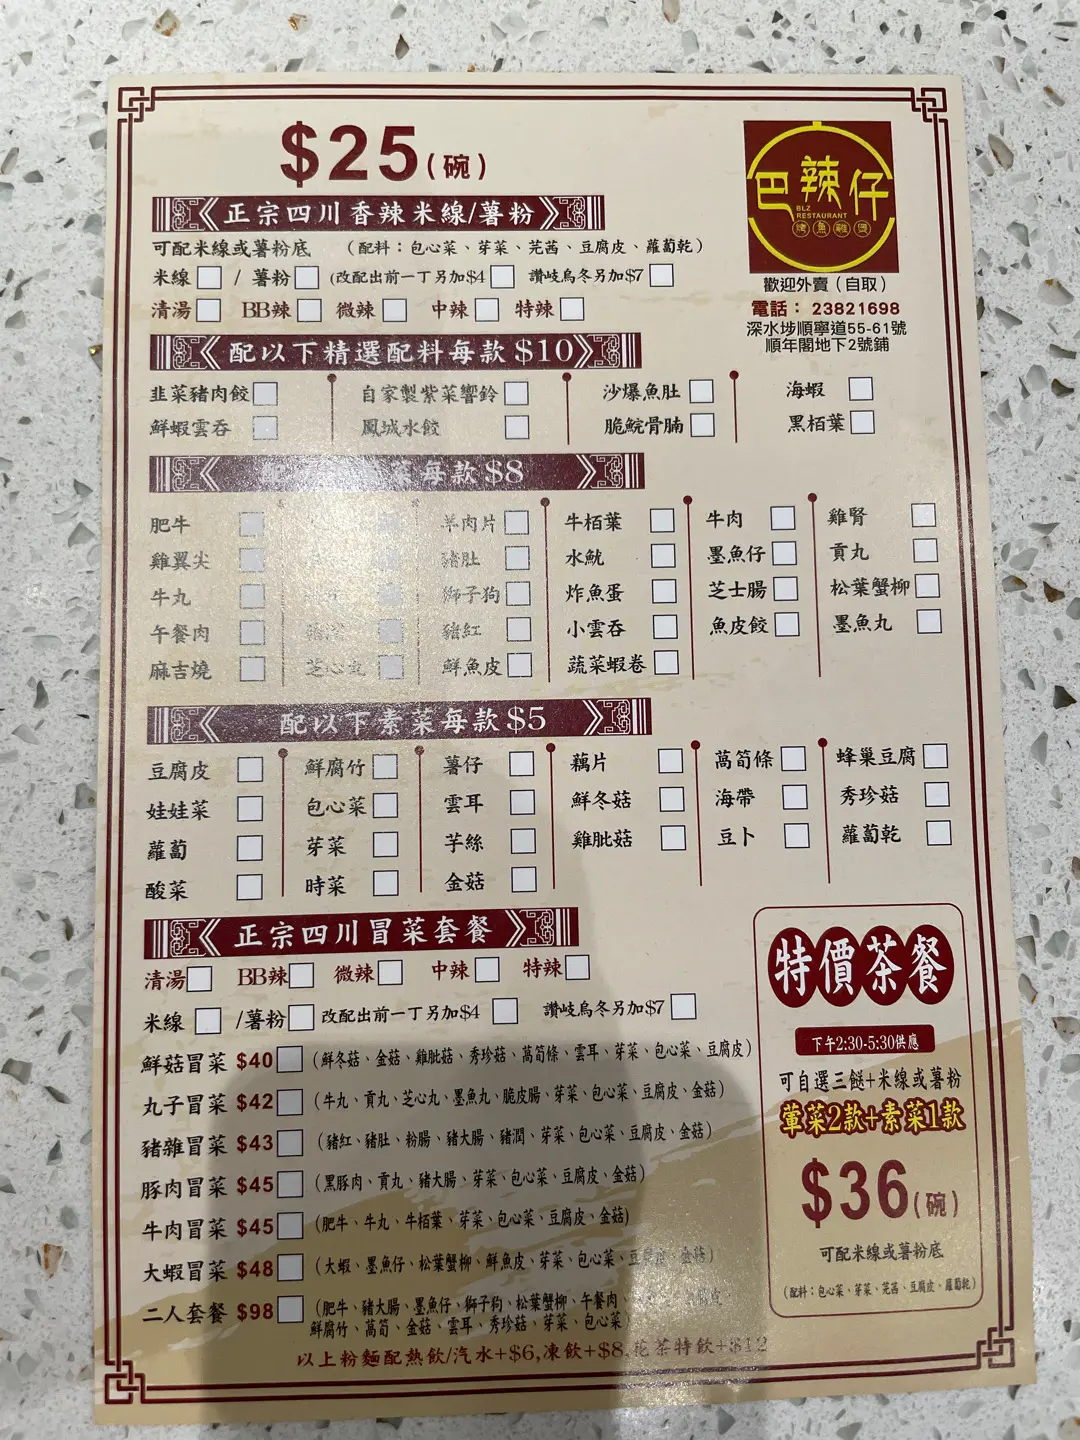 $25(碗)
巴辣仔
BLZ
RESTAURANT
烤魚雞煲
歡迎外賣（自取）
電話： 23821698
深水埗順寧道55-61號
順年閣地下2號鋪
正宗四川香辣米線/薯粉
可配米線或薯粉底 （配料：包心菜、芽菜、芫茜、豆腐皮、蘿蔔乾）
米線 / 薯粉 (改配出前一丁另加$4 讚岐烏冬另加$7
清湯 BB辣 微辣 中辣 特辣
配以下精選配料每款$10
韭菜豬肉餃 自家製紫菜響鈴 沙爆魚肚 海蝦
鮮蝦雲吞 鳳城水餃 脆鯇骨腩 黑栢葉
菜每款$8
肥牛 羊肉片 牛栢葉 牛肉 雞腎
雞翼尖 豬肚 水魷 墨魚仔 貢丸
牛丸 獅子狗 炸魚蛋 芝士腸 松葉蟹柳
午餐肉 豬紅 小雲吞 魚皮餃 墨魚丸
麻吉燒 芝心丸 鮮魚皮 蔬菜蝦卷
配以下素菜每款$5
豆腐皮 鮮腐竹 薯仔 藕片 萵筍條 蜂巢豆腐
娃娃菜 包心菜 雲耳 鮮冬菇 海帶 秀珍菇
蘿蔔 芽菜 芋絲 雞肶菇 豆卜 蘿蔔乾
酸菜 時菜 金菇
正宗四川冒菜套餐
清湯 BB辣 微辣 中辣 特辣
米線 /薯粉 改配出前一丁另加$4 讚岐烏冬另加$7
鮮菇冒菜 $40 (鮮冬菇、金菇、雞肶菇、秀珍菇、萵筍條、雲耳、芽菜、包心菜、豆腐皮)
丸子冒菜 $42 (牛丸、貢丸、芝心丸、墨魚丸、脆皮腸、芽菜、包心菜、豆腐皮、金菇)
豬雜冒菜 $43 (豬紅、豬肚、粉腸、豬大腸、豬潤、芽菜、包心菜、豆腐皮、金菇)
豚肉冒菜 $45 (黑豚肉、貢丸、豬大腸、芽菜、包心菜、豆腐皮、金菇)
牛肉冒菜 $45 (肥牛、牛丸、牛栢葉、芽菜、包心菜、豆腐皮、金菇)
大蝦冒菜 $48 (大蝦、墨魚仔、松葉蟹柳、鮮魚皮、芽菜、包心菜、豆腐皮、金菇)
二人套餐 $98 (肥牛、豬大腸、墨魚仔、獅子狗、松葉蟹柳、午餐肉、
鮮腐竹、萵筍、金菇、雲耳、秀珍菇、芽菜、包心菜)
以上粉麵配熱飲/汽水+$6,凍飲+$8,花茶特飲+$12
特價茶餐
下午2:30-5:30供應
可自選三餸+米線或薯粉
葷菜2款+素菜1款
$36(碗)
可配米線或薯粉底
(配料：包心菜、芽菜、芫茜、豆腐皮、蘿蔔乾)